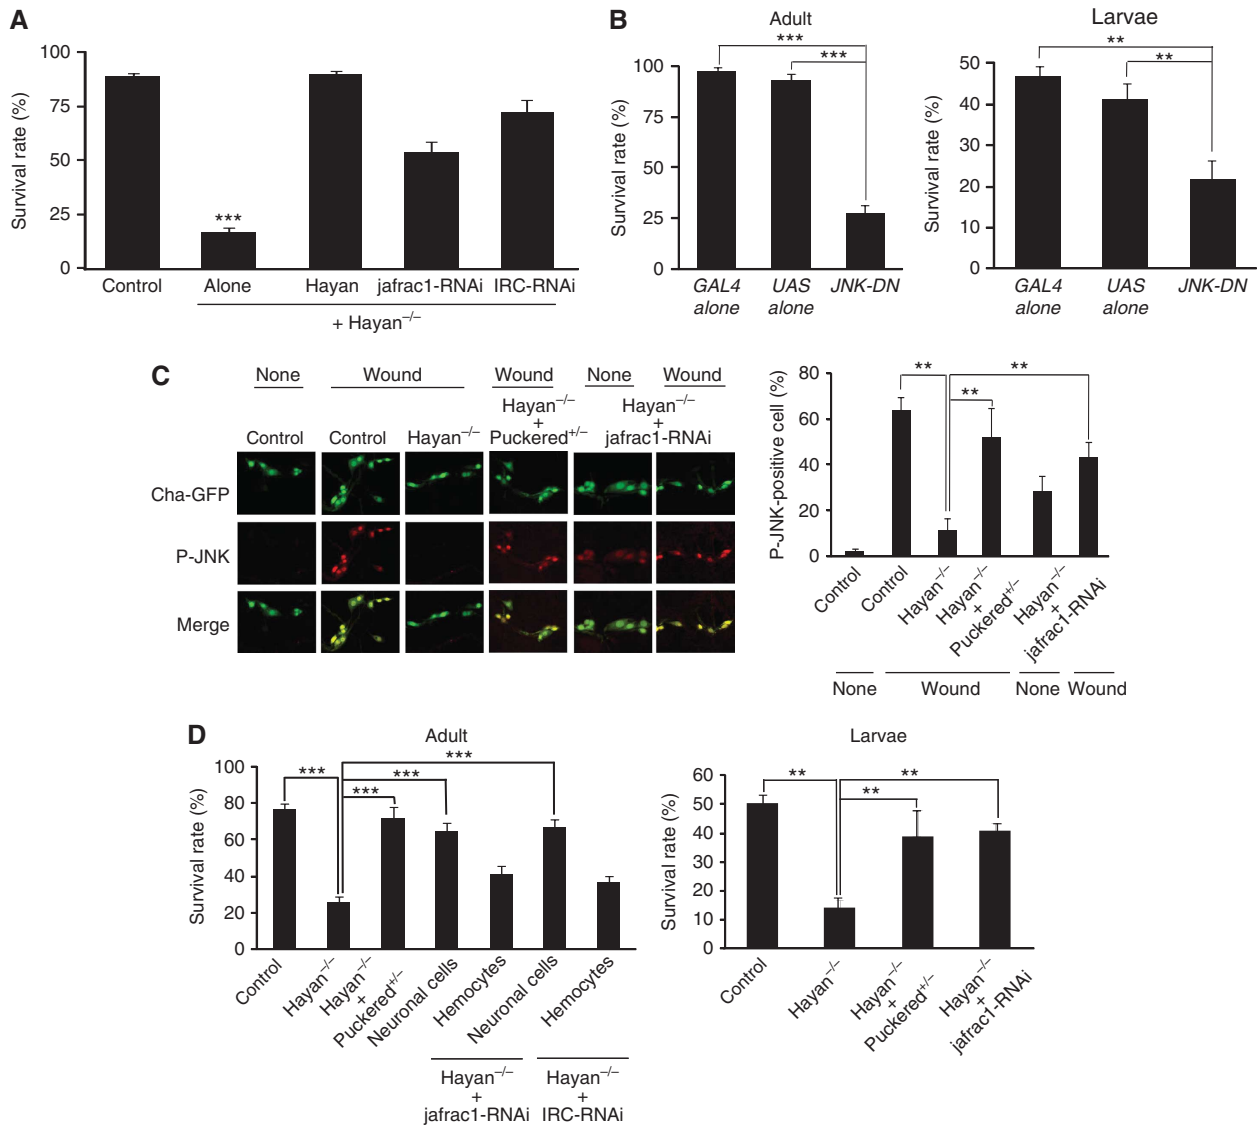 A
Survival rate (%)
100
75
50
25
0
***
Control
Alone
Hayan
jafrac1-RNAi
IRC-RNAi
+ Hayan–/–
B
Adult
Survival rate (%)
100
75
50
25
0
***
***
GAL4 alone
UAS alone
JNK-DN
Larvae
Survival rate (%)
50
40
30
20
10
0
**
**
GAL4 alone
UAS alone
JNK-DN
C
None
Wound
Wound
None
Wound
Control
Control
Hayan–/–
Hayan–/–
+
Puckered+/–
Hayan–/–
+
jafrac1-RNAi
Cha-GFP
P-JNK
Merge
P-JNK-positive cell (%)
80
60
40
20
0
**
**
**
Control
Control
Hayan–/–
Hayan–/–
+
Puckered+/–
Hayan–/–
+
jafrac1-RNAi
None
Wound
None
Wound
D
Adult
Survival rate (%)
100
80
60
40
20
0
***
***
***
***
Control
Hayan–/–
Hayan–/–
+
Puckered+/–
Neuronal cells
Hemocytes
Neuronal cells
Hemocytes
Hayan–/–
+
jafrac1-RNAi
Hayan–/–
+
IRC-RNAi
Larvae
Survival rate (%)
60
50
40
30
20
10
0
**
**
**
Control
Hayan–/–
Hayan–/–
+
Puckered+/–
Hayan–/–
+
jafrac1-RNAi